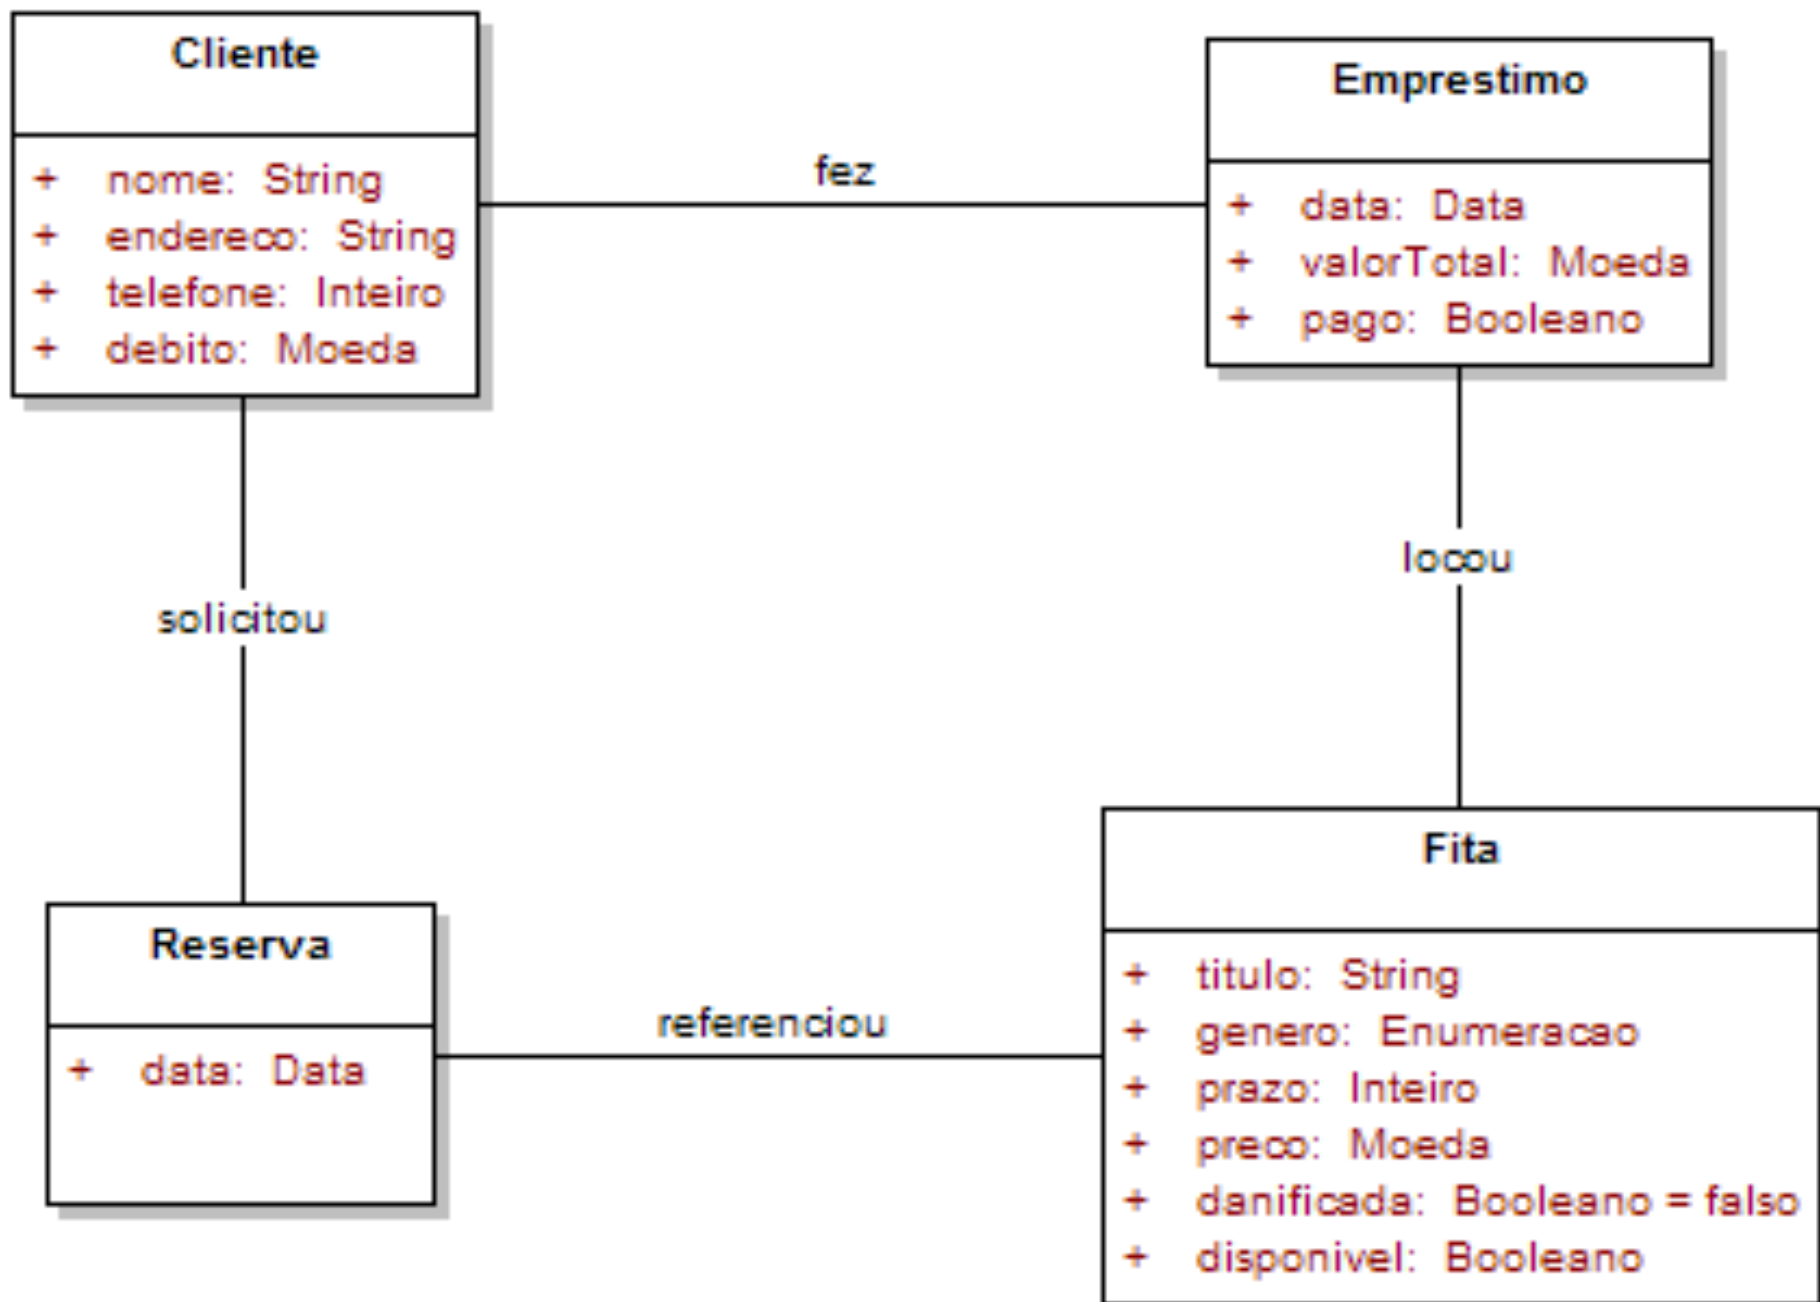 Cliente
+ nome: String
+ endereco: String
+ telefone: Inteiro
+ debito: Moeda
fez
Emprestimo
+ data: Data
+ valorTotal: Moeda
+ pago: Booleano
solicitou
locou
Reserva
+ data: Data
referenciou
Fita
+ titulo: String
+ genero: Enumeracao
+ prazo: Inteiro
+ preco: Moeda
+ danificada: Booleano = falso
+ disponivel: Booleano